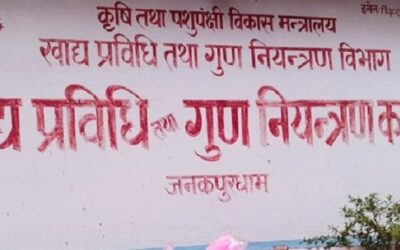 कृषि तथा पशुपंक्षी विकास मन्त्रालय
खाद्य प्रविधि तथा गुण नियन्त्रण विभाग
प्रविधि तथा गुण नियन्त्रण
जनकपुरधाम